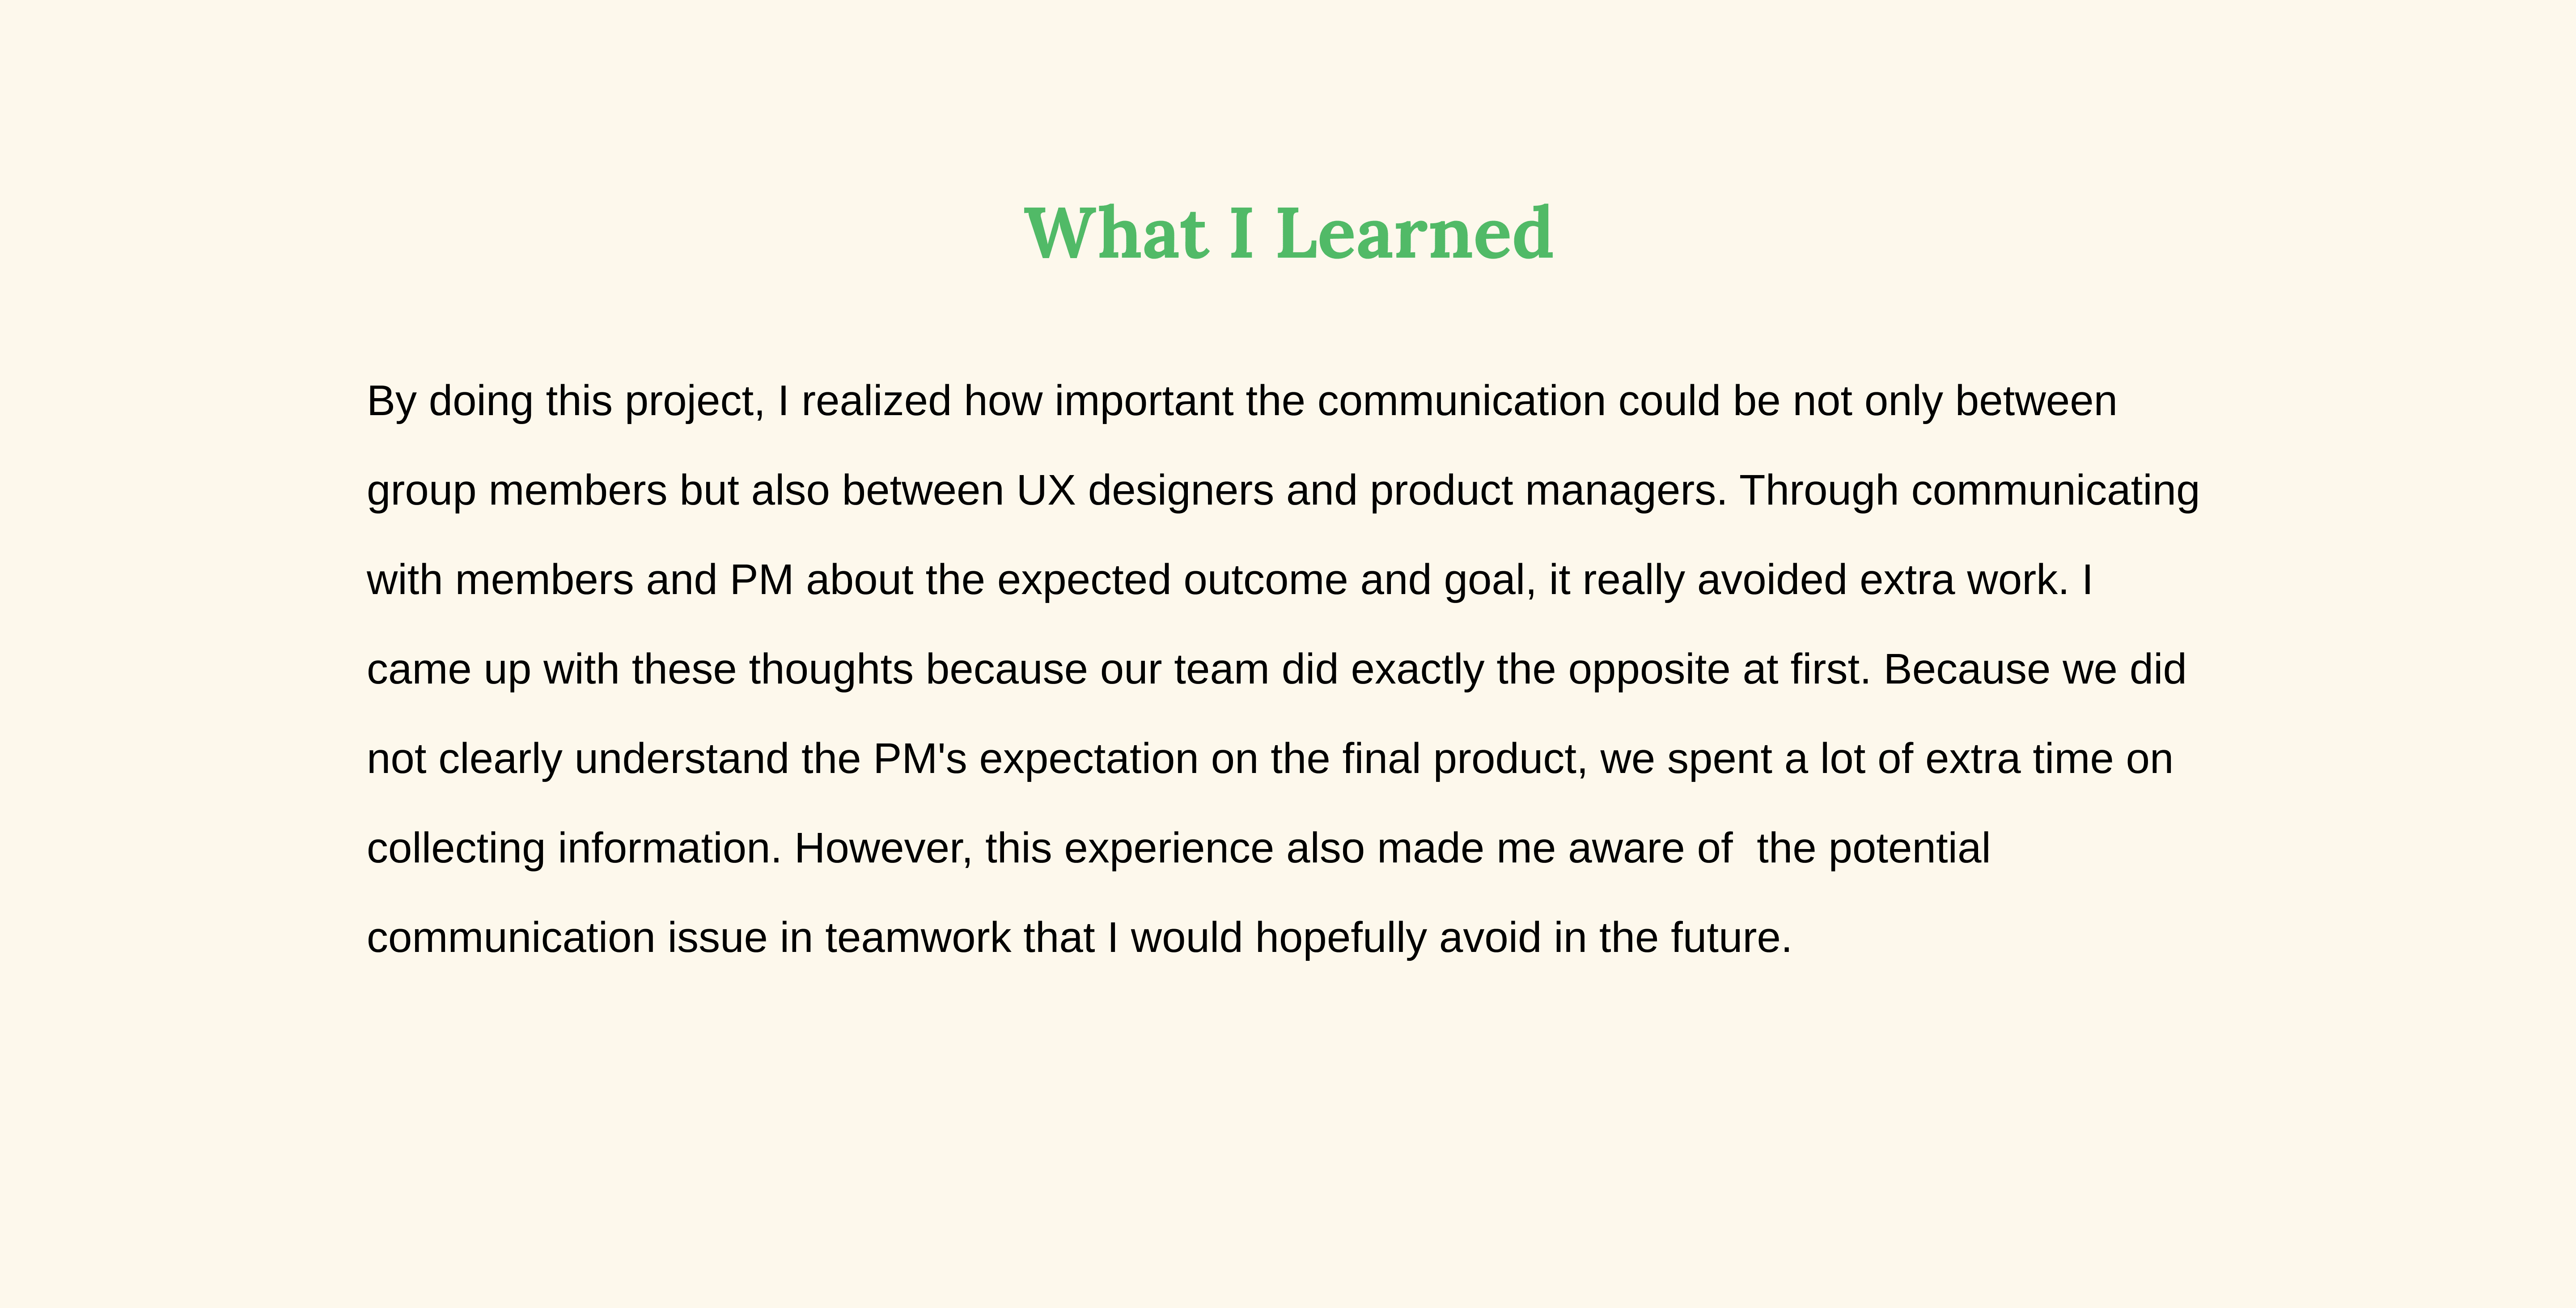 What I Learned
By doing this project, I realized how important the communication could be not only between
group members but also between UX designers and product managers. Through communicating
with members and PM about the expected outcome and goal, it really avoided extra work. I
came up with these thoughts because our team did exactly the opposite at first. Because we did
not clearly understand the PM's expectation on the final product, we spent a lot of extra time on
collecting information. However, this experience also made me aware of  the potential
communication issue in teamwork that I would hopefully avoid in the future.